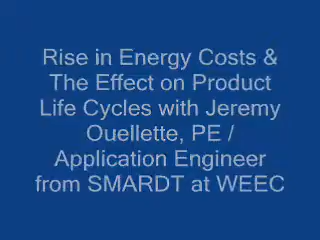 Rise in Energy Costs &
The Effect on Product
Life Cycles with Jeremy
Ouellette, PE /
Application Engineer
from SMARDT at WEEC